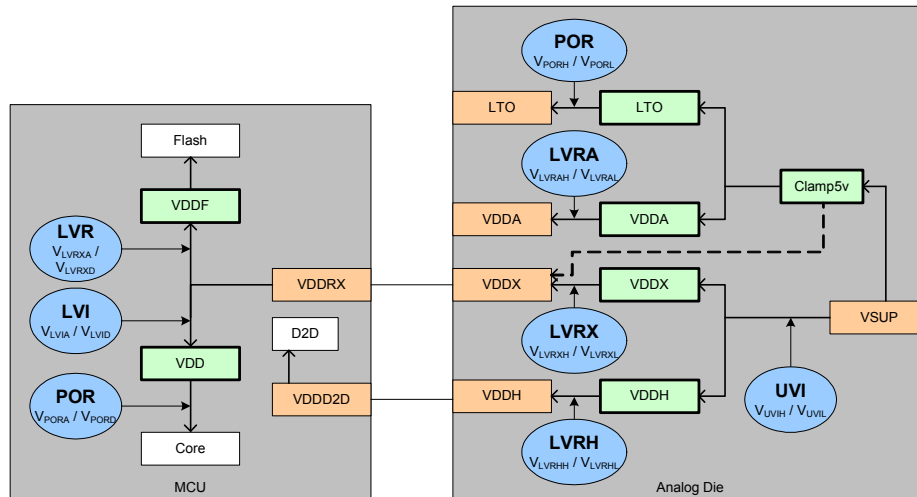 Flash
VDDF
LVR
VLVRXA /
VLVRXD
LVI
VLVIA / VLVID
VDD
POR
VPORA / VPORD
Core
VDDRX
D2D
VDDD2D
MCU
POR
VPORH / VPORL
LTO
LTO
LVRA
VLVRAH / VLVRAL
VDDA
VDDA
Clamp5v
VDDX
VDDX
LVRX
VLVRXH / VLVRXL
VSUP
VDDH
VDDH
UVI
VUVIH / VUVIL
LVRH
VLVRHH / VLVRHL
Analog Die